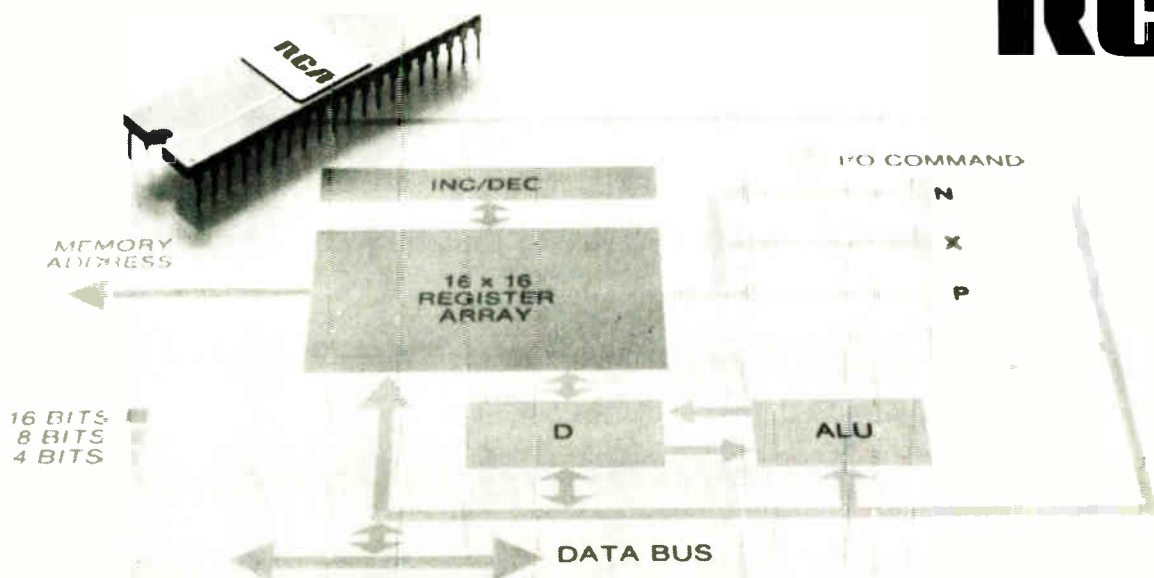 RCA
I/O COMMAND
INC/DEC
N
MEMORY
ADDRESS
X
16 x 16
REGISTER
ARRAY
P
16 BITS
8 BITS
4 BITS
D
ALU
DATA BUS